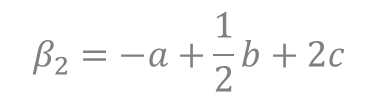 β₂ = −a + 1/2 b + 2c